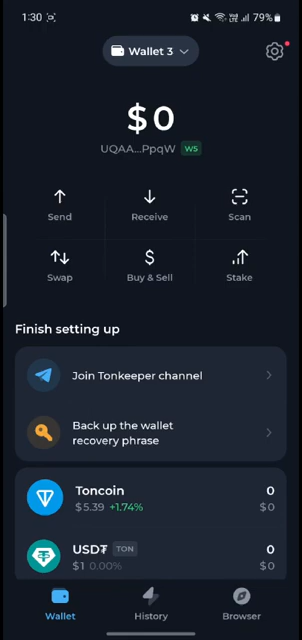 1:30
79%
Wallet 3
$0
UQAA...PpqW W5
Send Receive Scan
Swap Buy & Sell Stake
Finish setting up
Join Tonkeeper channel
Back up the wallet
recovery phrase
Toncoin 0
$5.39 +1.74% $0
USD₮ TON 0
$1 0.00% $0
Wallet History Browser